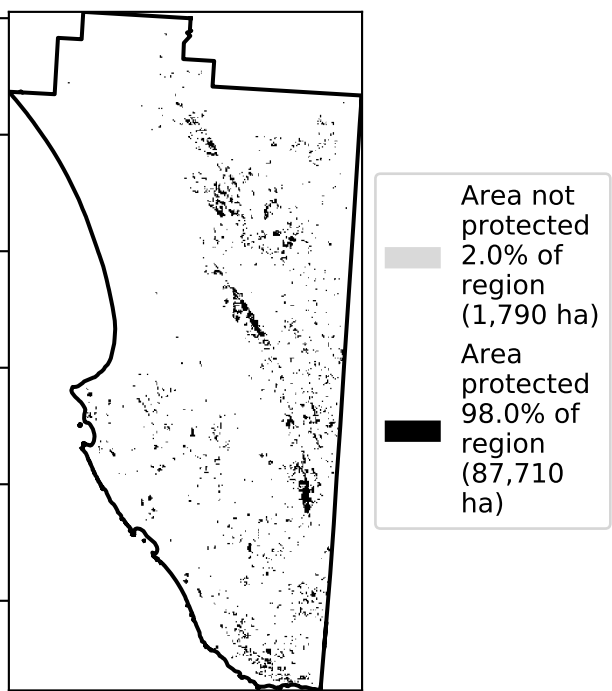 Area not
protected
2.0% of
region
(1,790 ha)
Area
protected
98.0% of
region
(87,710
ha)